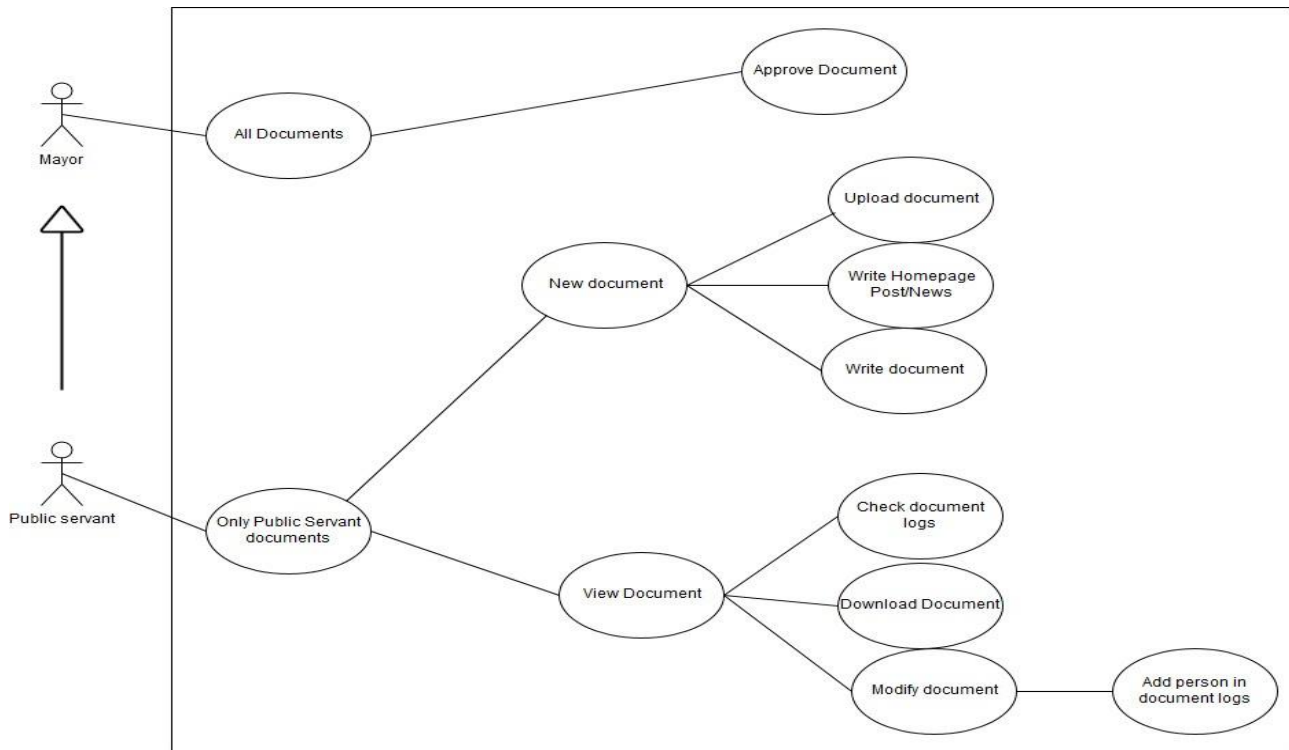 Approve Document
All Documents
Mayor
Upload document
New document
Write Homepage
Post/News
Write document
Public servant
Only Public Servant
documents
Check document
logs
View Document
Download Document
Modify document
Add person in
document logs